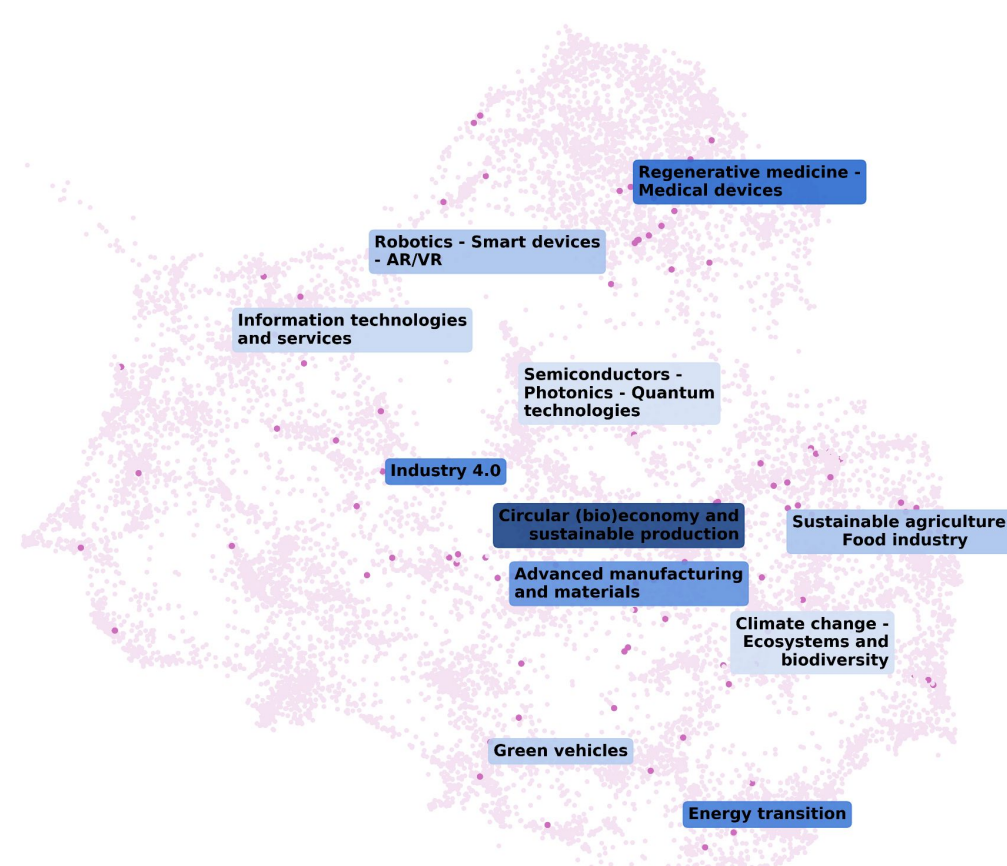 Regenerative medicine -
Medical devices
Robotics - Smart devices
- AR/VR
Information technologies
and services
Semiconductors -
Photonics - Quantum
technologies
Industry 4.0
Circular (bio)economy and
sustainable production
Sustainable agriculture
Food industry
Advanced manufacturing
and materials
Climate change -
Ecosystems and
biodiversity
Green vehicles
Energy transition